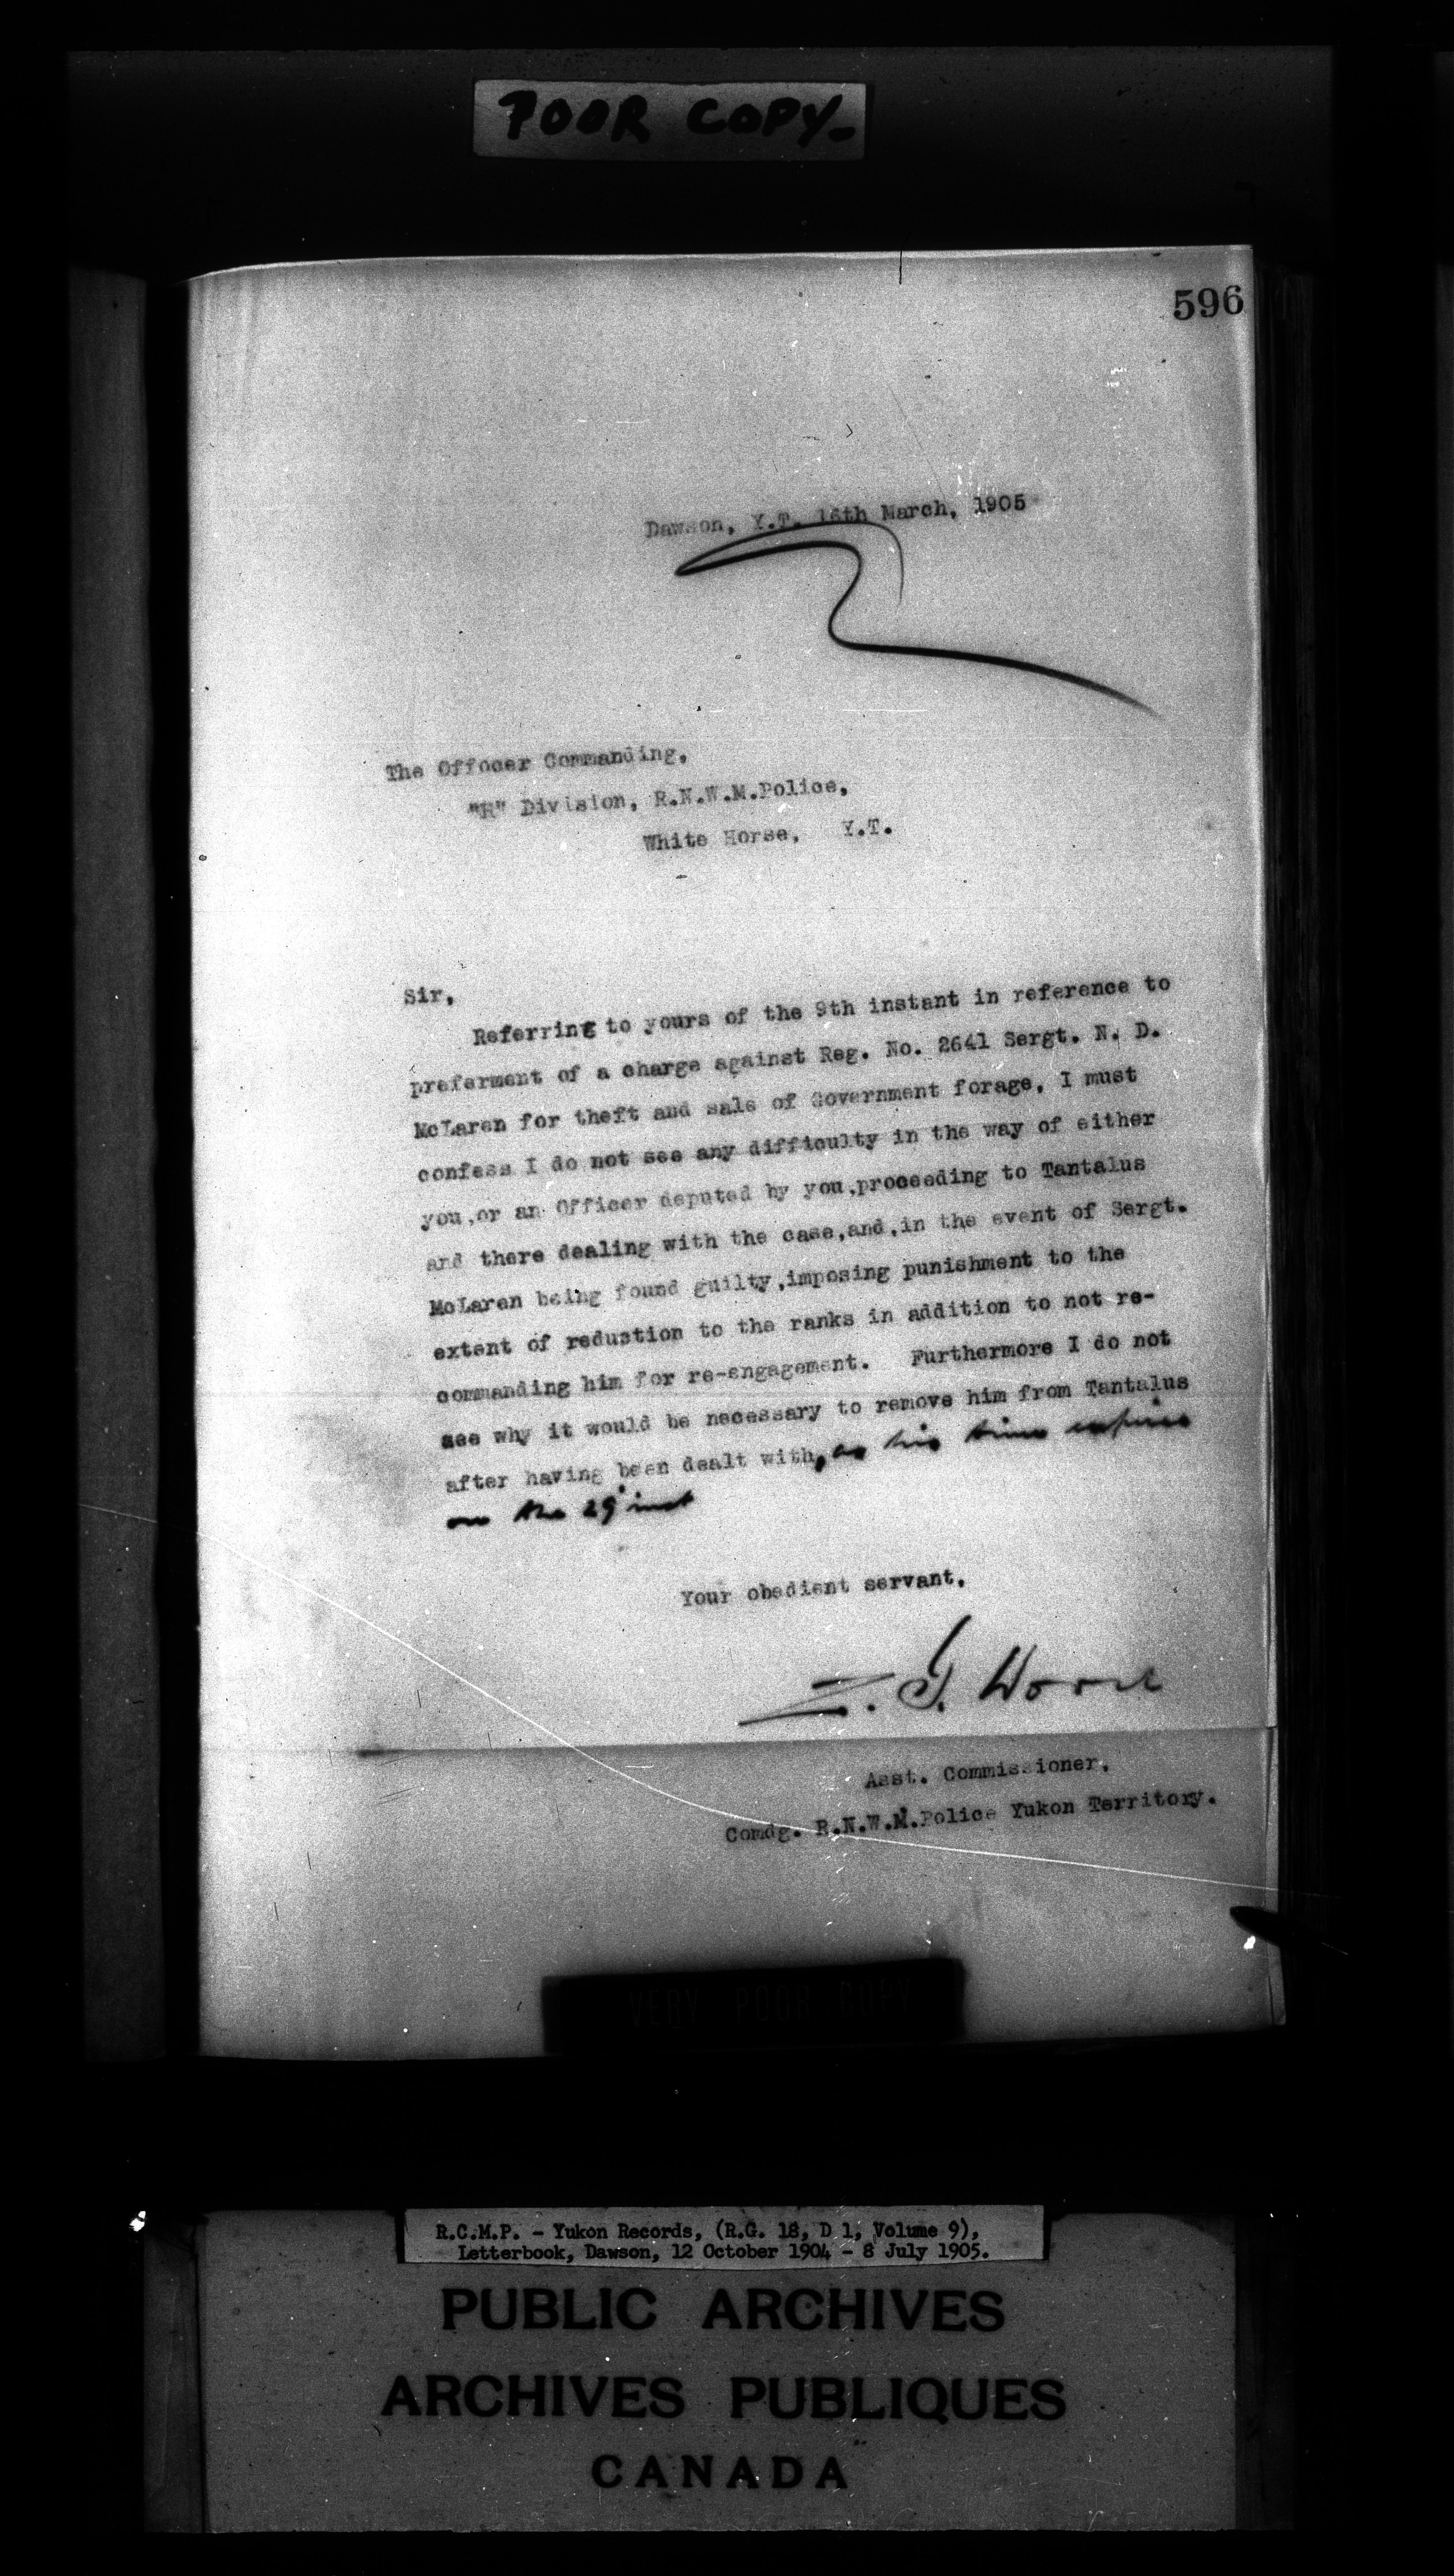 POOR COPY.
596
Dawson, Y.T. 16th March, 1905
The Offocer Commanding,
"H" Division, R.N.W.M.Police,
White Horse, Y.T.
Sir,
Referring to yours of the 9th instant in reference to
preferment of a charge against Reg. No. 2641 Sergt. N. D.
McLaren for theft and sale of Government forage, I must
confess I do not see any difficulty in the way of either
you,or an Officer deputed by you,proceeding to Tantalus
and there dealing with the case,and,in the event of Sergt.
McLaren being found guilty,imposing punishment to the
extent of reduction to the ranks in addition to not re-
commanding him for re-engagement. Furthermore I do not
see why it would be necessary to remove him from Tantalus
after having been dealt with, as his time expires
on the 29 inst
Your obedient servant,
Z. T. Wood
Asst. Commissioner,
Comdg. R.N.W.M.Police Yukon Territory.
VERY POOR COPY
R.C.M.P. - Yukon Records, (R.G. 18, D 1, Volume 9),
Letterbook, Dawson, 12 October 1904 - 8 July 1905.
PUBLIC ARCHIVES
ARCHIVES PUBLIQUES
CANADA